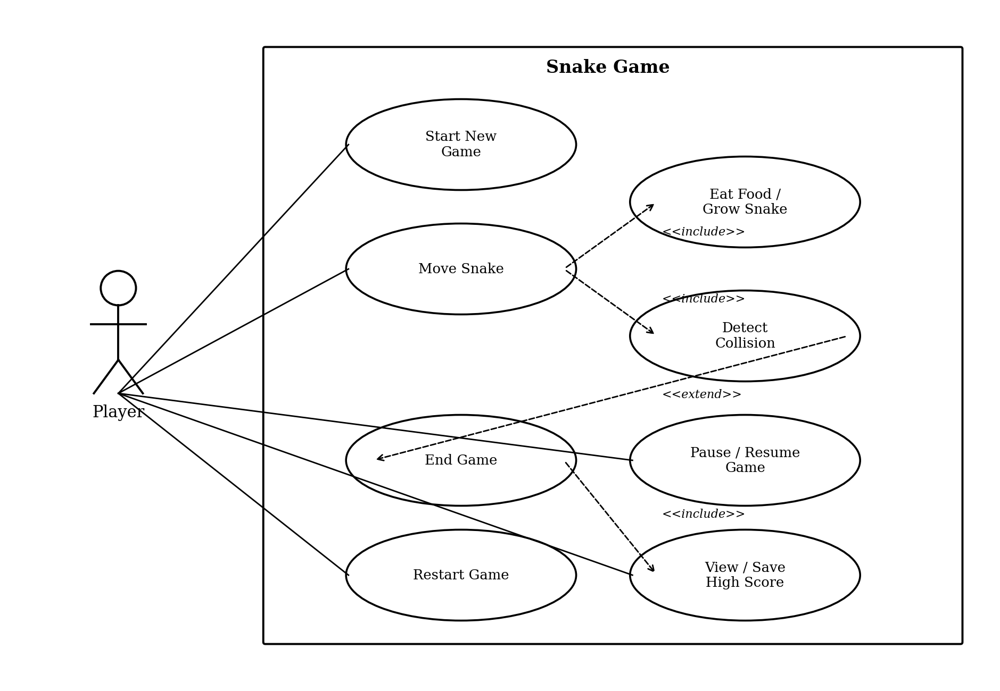 Snake Game
Start New
Game
Eat Food /
Grow Snake
<<include>>
Move Snake
<<include>>
Detect
Collision
<<extend>>
Player
End Game
Pause / Resume
Game
<<include>>
Restart Game
View / Save
High Score